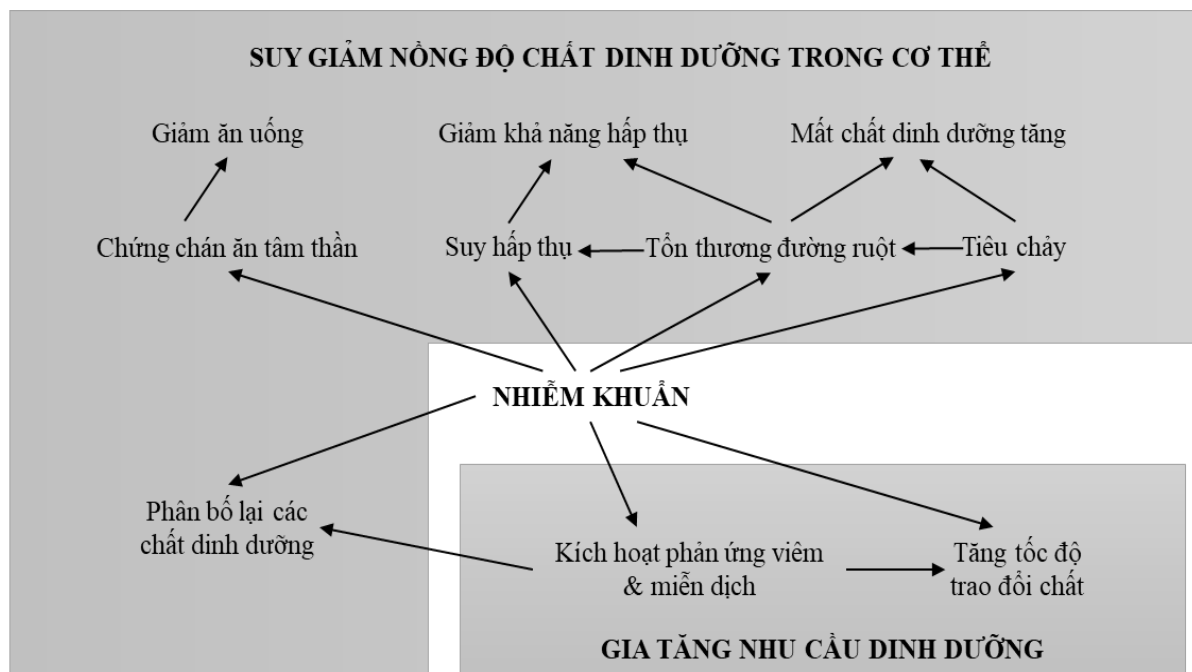 SUY GIẢM NỒNG ĐỘ CHẤT DINH DƯỠNG TRONG CƠ THỂ
Giảm ăn uống
Giảm khả năng hấp thụ
Mất chất dinh dưỡng tăng
Chứng chán ăn tâm thần
Suy hấp thụ
Tổn thương đường ruột
Tiêu chảy
NHIỄM KHUẨN
Phân bố lại các
chất dinh dưỡng
Kích hoạt phản ứng viêm
& miễn dịch
Tăng tốc độ
trao đổi chất
GIA TĂNG NHU CẦU DINH DƯỠNG